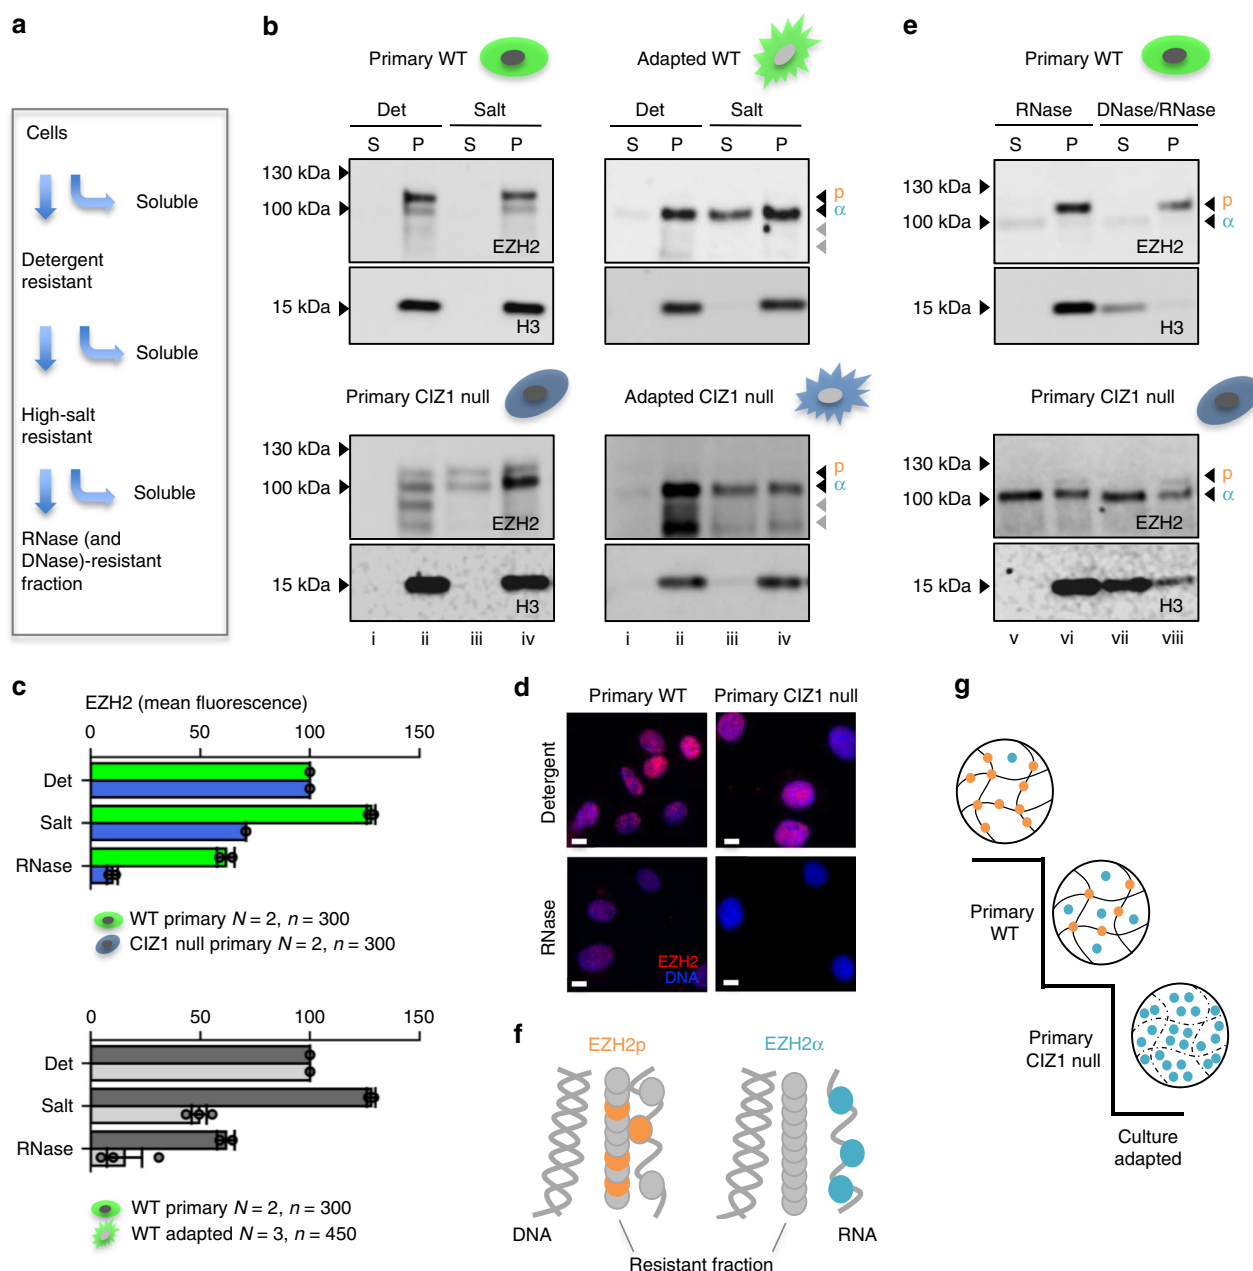 a
Cells
Soluble
Detergent
resistant
Soluble
High-salt
resistant
Soluble
RNase (and
DNase)-resistant
fraction
b
Primary WT
Det
Salt
S
P
S
P
130 kDa
100 kDa
EZH2
15 kDa
H3
Adapted WT
Det
Salt
S
P
S
P
p
α
Primary CIZ1 null
130 kDa
100 kDa
EZH2
15 kDa
H3
i
ii
iii
iv
Adapted CIZ1 null
p
α
i
ii
iii
iv
e
Primary WT
RNase
DNase/RNase
S
P
S
P
130 kDa
100 kDa
p
α
EZH2
15 kDa
H3
Primary CIZ1 null
130 kDa
100 kDa
p
α
EZH2
15 kDa
H3
v
vi
vii
viii
c
EZH2 (mean fluorescence)
0
50
100
150
Det
Salt
RNase
WT primary N = 2, n = 300
CIZ1 null primary N = 2, n = 300
0
50
100
150
Det
Salt
RNase
WT primary N = 2, n = 300
WT adapted N = 3, n = 450
d
Primary WT
Primary CIZ1 null
Detergent
RNase
EZH2
DNA
f
EZH2p
EZH2α
DNA
RNA
Resistant fraction
g
Primary
WT
Primary
CIZ1 null
Culture
adapted